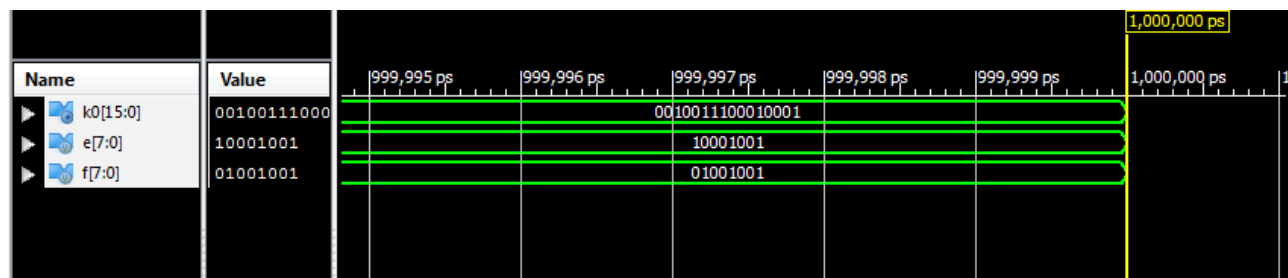 1,000,000 ps
Name Value 999,995 ps 999,996 ps 999,997 ps 999,998 ps 999,999 ps 1,000,000 ps 1
k0[15:0] 00100111000 0010011100010001
e[7:0] 10001001 10001001
f[7:0] 01001001 01001001